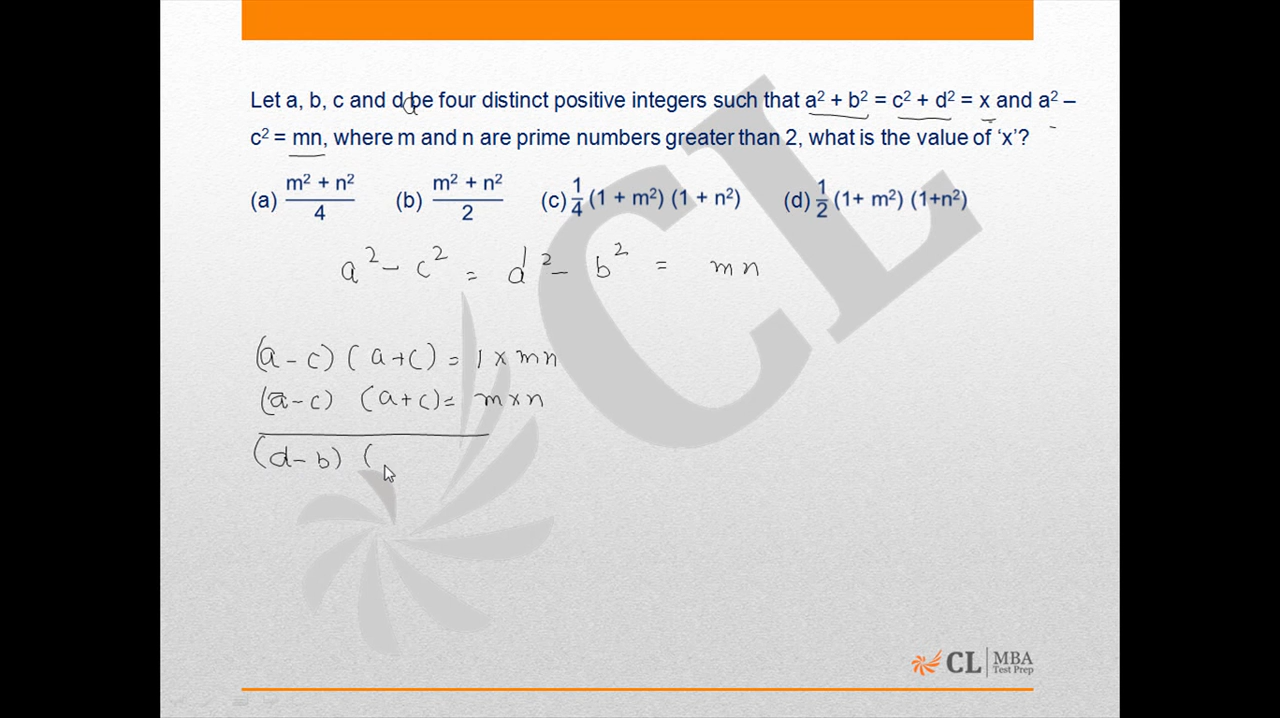 Let a, b, c and d be four distinct positive integers such that a² + b² = c² + d² = x and a² –
c² = mn, where m and n are prime numbers greater than 2, what is the value of ‘x’?
(a) m² + n² / 4 (b) m² + n² / 2 (c) 1/4 (1 + m²) (1 + n²) (d) 1/2 (1+ m²) (1+n²)
a² – c² = d² – b² = mn
(a – c) (a + c) = 1 × mn
(a – c) (a + c) = m × n
(d – b) (
CL
CL MBA
Test Prep